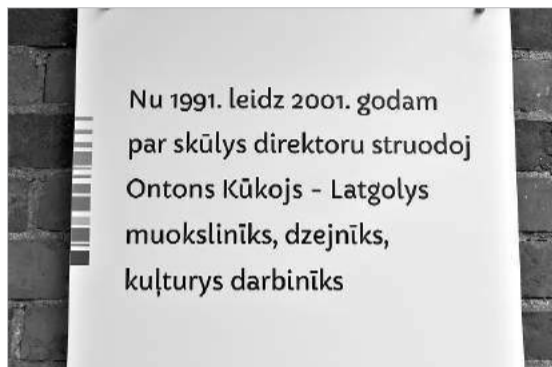 Nu 1991. leidz 2001. godam
par skūlys direktoru struodoj
Ontons Kūkojs - Latgolys
muokslinīks, dzejnīks,
kuļturys darbinīks